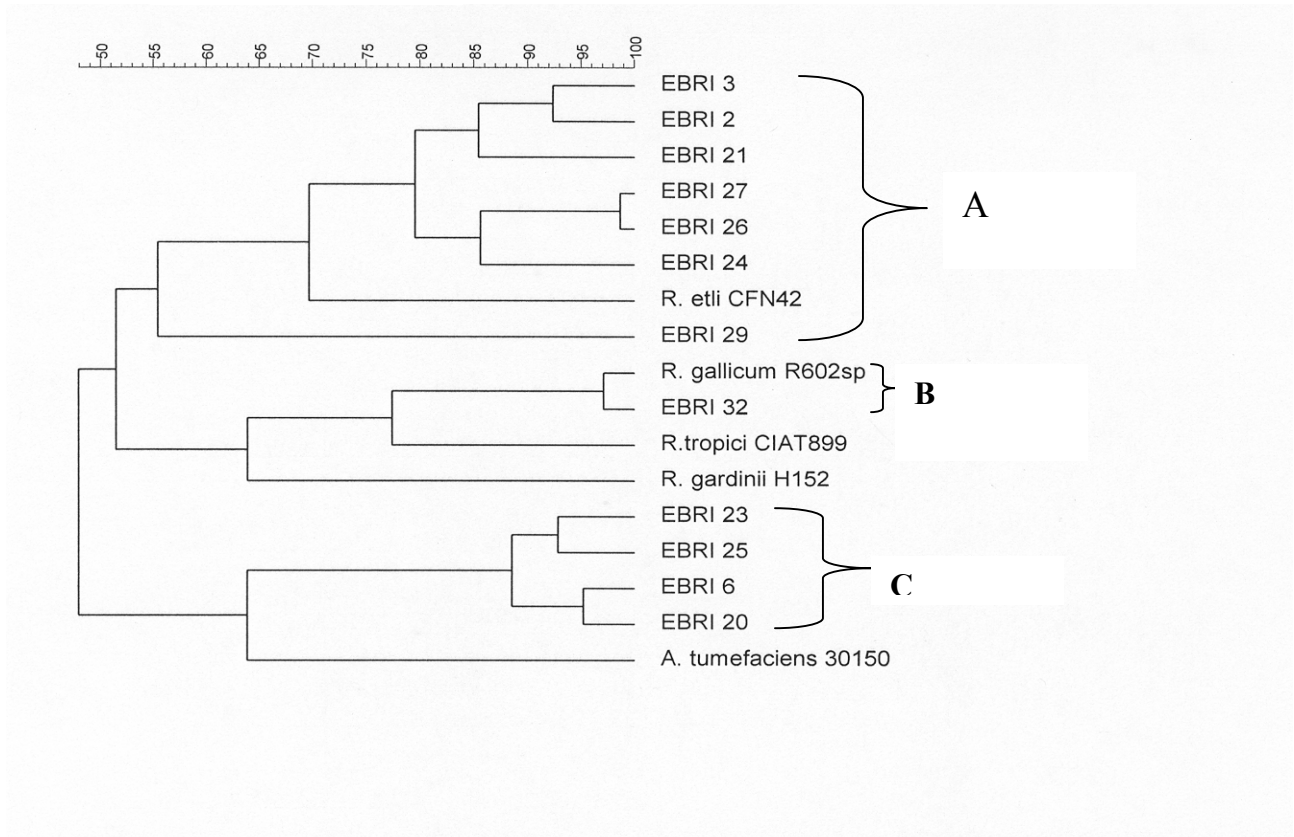 50 55 60 65 70 75 80 85 90 95 100
EBRI 3
EBRI 2
EBRI 21
EBRI 27
A
EBRI 26
EBRI 24
R. etli CFN42
EBRI 29
R. gallicum R602sp
B
EBRI 32
R.tropici CIAT899
R. gardinii H152
EBRI 23
EBRI 25
EBRI 6
C
EBRI 20
A. tumefaciens 30150